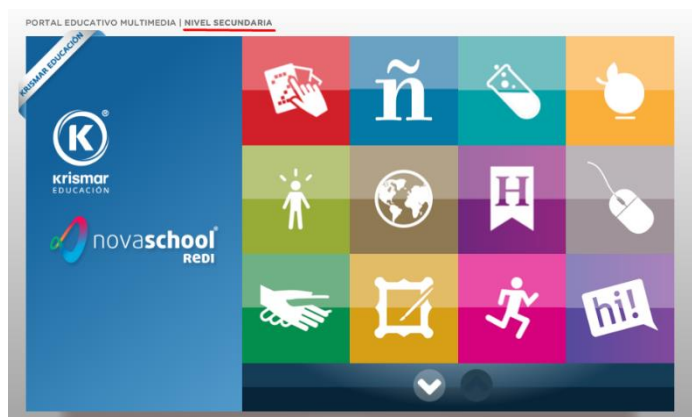 PORTAL EDUCATIVO MULTIMEDIA | NIVEL SECUNDARIA
KRISMAR EDUCACIÓN
K
krismar
EDUCACIÓN
novaschool
REDI
ñ
H
hi!